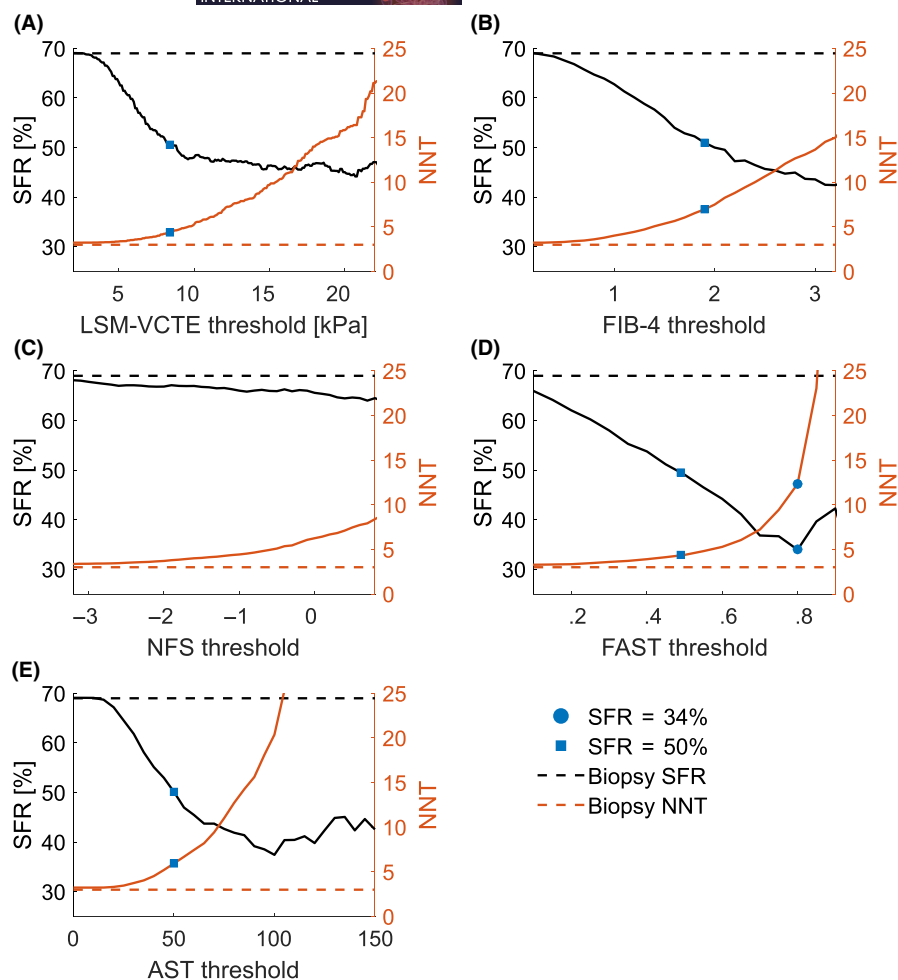 INTERNATIONAL
(A)
70
60
50
40
30
SFR [%]
25
20
15
10
5
0
NNT
5
10
15
20
LSM-VCTE threshold [kPa]
(B)
70
60
50
40
30
SFR [%]
25
20
15
10
5
0
NNT
1
2
3
FIB-4 threshold
(C)
70
60
50
40
30
SFR [%]
25
20
15
10
5
0
NNT
–3
–2
–1
0
NFS threshold
(D)
70
60
50
40
30
SFR [%]
25
20
15
10
5
0
NNT
.2
.4
.6
.8
FAST threshold
(E)
70
60
50
40
30
SFR [%]
25
20
15
10
5
0
NNT
0
50
100
150
AST threshold
SFR = 34%
SFR = 50%
Biopsy SFR
Biopsy NNT